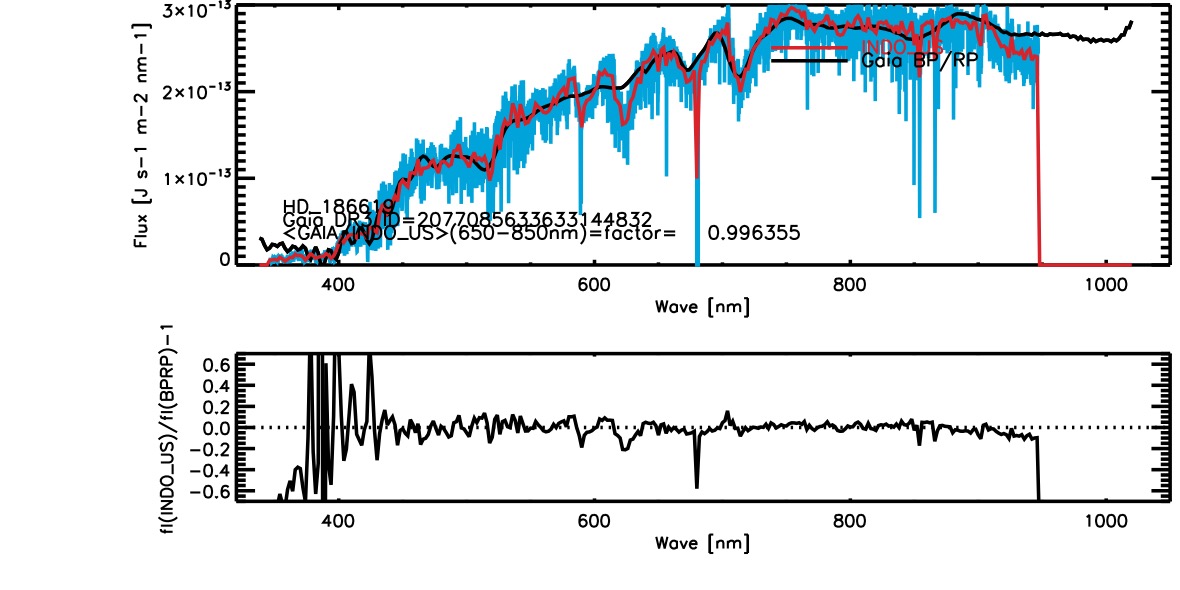 3×10−13
2×10−13
1×10−13
0
Flux [J s−1 m−2 nm−1]
INDO_US
Gaia BP/RP
HD_186619
Gaia DR3 ID=2077085633633144832
<GAIA/INDO_US>(650−850nm)=factor= 0.996355
400 600 800 1000
Wave [nm]
fl(INDO_US)/fl(BPRP)−1
0.6
0.4
0.2
0.0
−0.2
−0.4
−0.6
400 600 800 1000
Wave [nm]